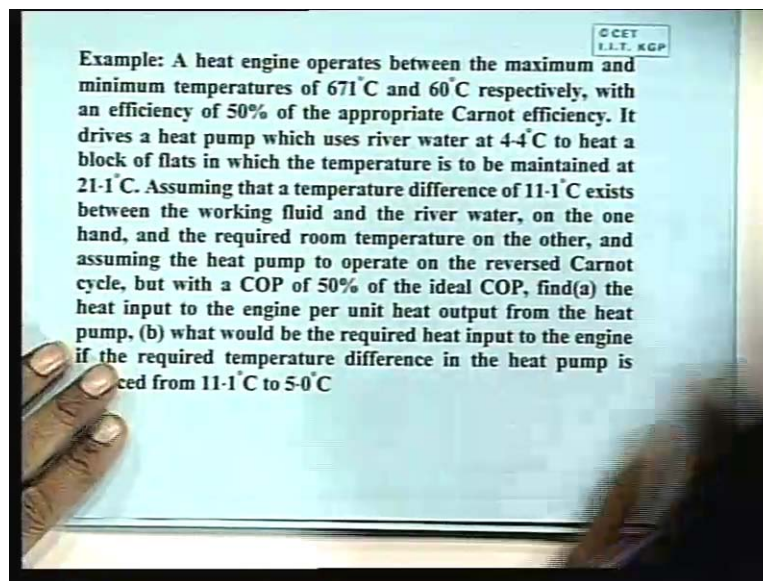 © CET
I.I.T. KGP
Example: A heat engine operates between the maximum and
minimum temperatures of 671°C and 60°C respectively, with
an efficiency of 50% of the appropriate Carnot efficiency. It
drives a heat pump which uses river water at 4·4°C to heat a
block of flats in which the temperature is to be maintained at
21·1°C. Assuming that a temperature difference of 11·1°C exists
between the working fluid and the river water, on the one
hand, and the required room temperature on the other, and
assuming the heat pump to operate on the reversed Carnot
cycle, but with a COP of 50% of the ideal COP, find(a) the
heat input to the engine per unit heat output from the heat
pump, (b) what would be the required heat input to the engine
if the required temperature difference in the heat pump is
ced from 11·1°C to 5·0°C